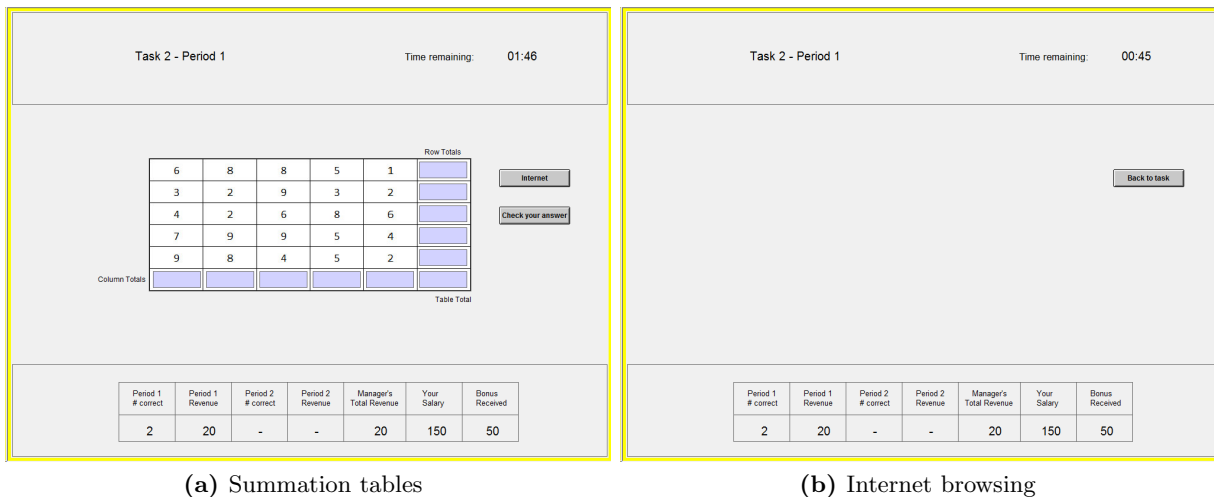 Task 2 - Period 1 Time remaining: 01:46
Row Totals
6 8 8 5 1
Internet
3 2 9 3 2
4 2 6 8 6
Check your answer
7 9 9 5 4
9 8 4 5 2
Column Totals
Table Total
Period 1 # correct Period 1 Revenue Period 2 # correct Period 2 Revenue Manager's Total Revenue Your Salary Bonus Received
2 20 - - 20 150 50
(a) Summation tables
Task 2 - Period 1 Time remaining: 00:45
Back to task
Period 1 # correct Period 1 Revenue Period 2 # correct Period 2 Revenue Manager's Total Revenue Your Salary Bonus Received
2 20 - - 20 150 50
(b) Internet browsing